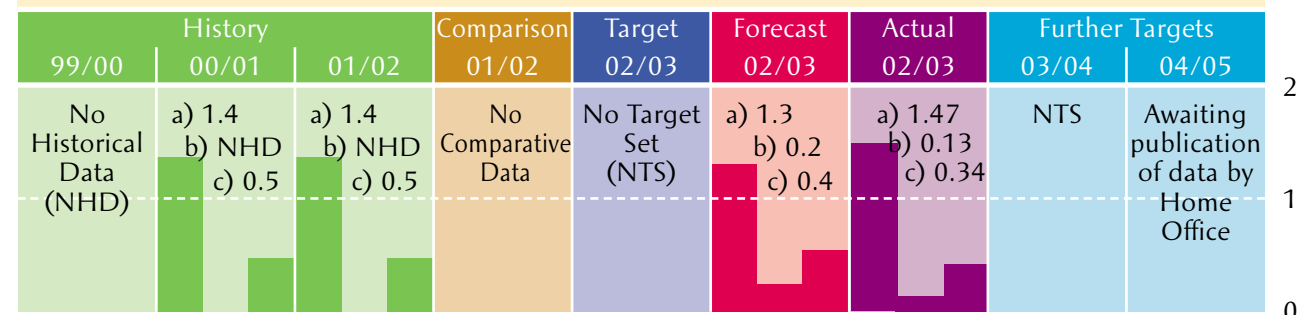 History Comparison Target Forecast Actual Further Targets
99/00 00/01 01/02 01/02 02/03 02/03 02/03 03/04 04/05
No Historical Data (NHD)
a) 1.4
b) NHD
c) 0.5
a) 1.4
b) NHD
c) 0.5
No
Comparative
Data
No Target
Set
(NTS)
a) 1.3
b) 0.2
c) 0.4
a) 1.47
b) 0.13
c) 0.34
NTS
Awaiting
publication
of data by
Home
Office
2
1
0